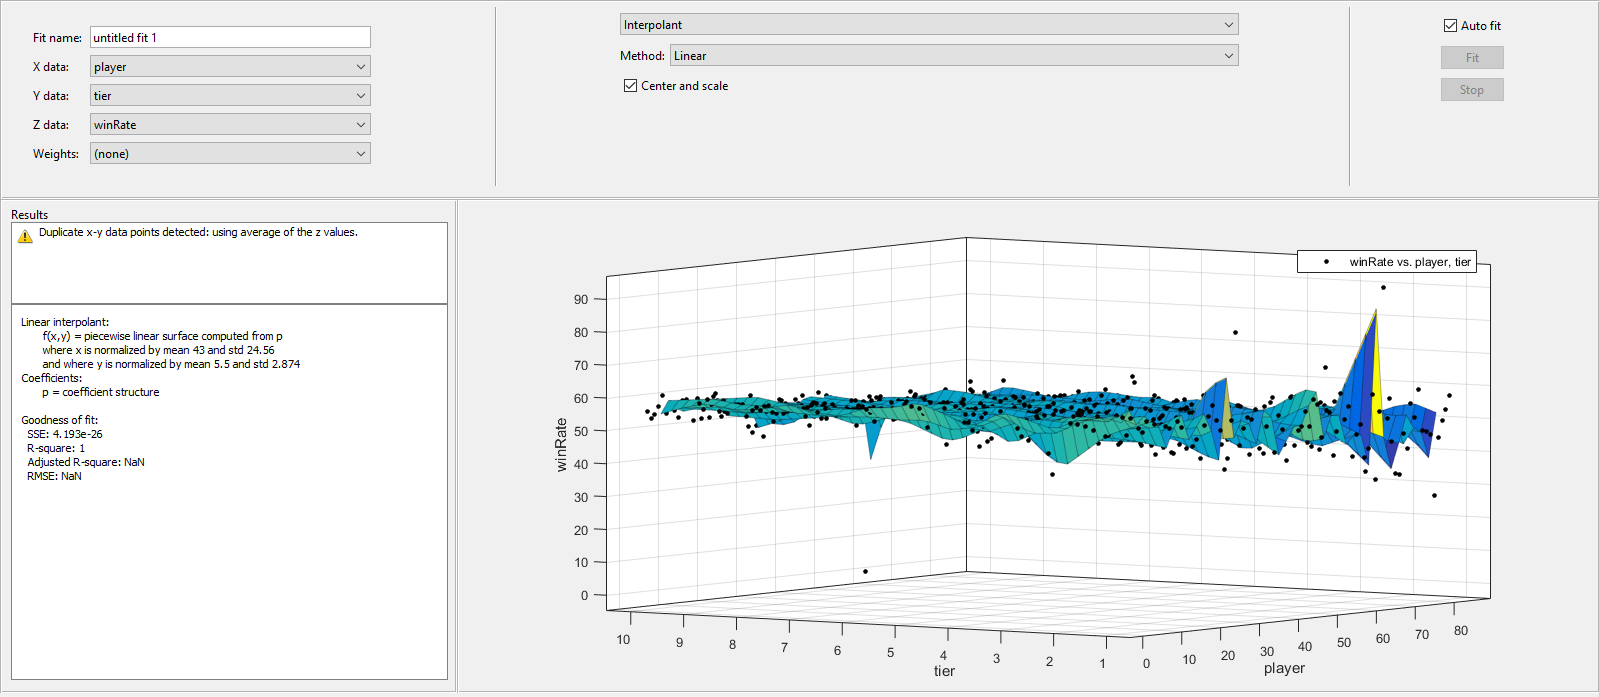 Fit name: untitled fit 1
X data: player
Y data: tier
Z data: winRate
Weights: (none)
Interpolant
Method: Linear
Center and scale
Auto fit
Fit
Stop
Results
Duplicate x-y data points detected: using average of the z values.
Linear interpolant:
f(x,y) = piecewise linear surface computed from p
where x is normalized by mean 43 and std 24.56
and where y is normalized by mean 5.5 and std 2.874
Coefficients:
p = coefficient structure
Goodness of fit:
SSE: 4.193e-26
R-square: 1
Adjusted R-square: NaN
RMSE: NaN
winRate vs. player, tier
90
80
70
60
50
40
30
20
10
0
winRate
10 9 8 7 6 5 4 3 2 1
tier
0 10 20 30 40 50 60 70 80
player